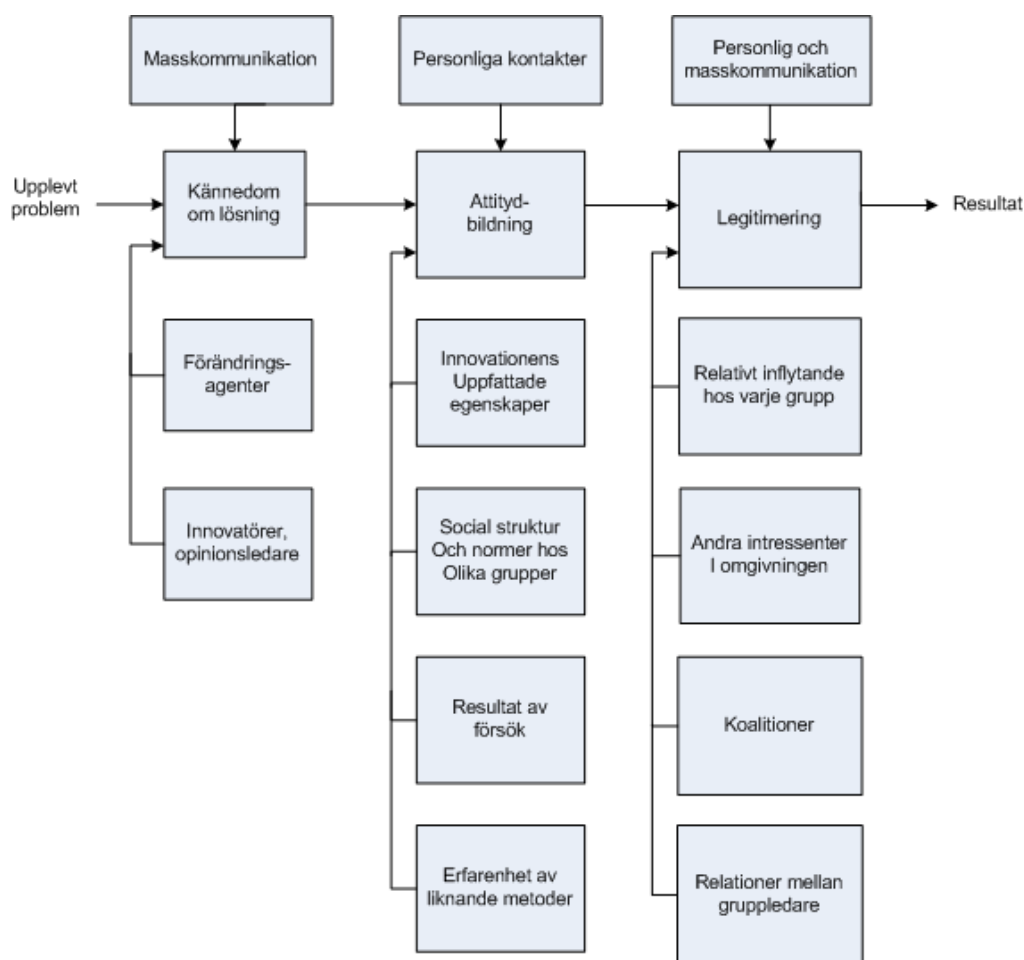 Masskommunikation
Personliga kontakter
Personlig och
masskommunikation
Upplevt
problem
Kännedom
om lösning
Attityd-
bildning
Legitimering
Resultat
Förändrings-
agenter
Innovationens
Uppfattade
egenskaper
Relativt inflytande
hos varje grupp
Innovatörer,
opinionsledare
Social struktur
Och normer hos
Olika grupper
Andra intressenter
I omgivningen
Resultat av
försök
Koalitioner
Erfarenhet av
liknande metoder
Relationer mellan
gruppledare